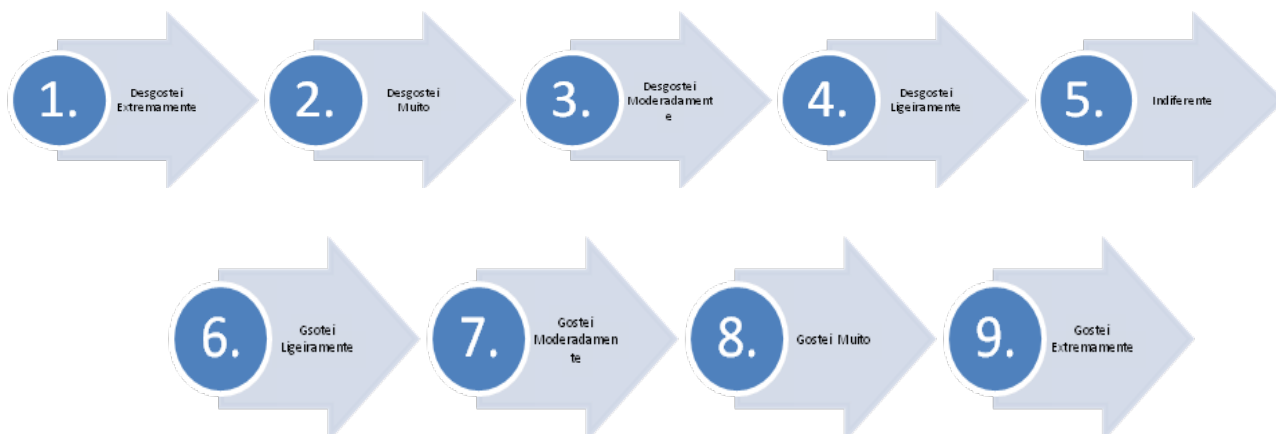 1.
Desgostei
Extremamente
2.
Desgostei
Muito
3.
Desgostei
Moderadament
e
4.
Desgostei
Ligeiramente
5.
Indiferente
6.
Gsotei
Ligeiramente
7.
Gostei
Moderadamen
te
8.
Gostei Muito
9.
Gostei
Extremamente